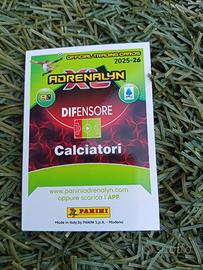 OFFICIAL TRADING CARDS
2025-26
ADRENALYN
XL
DIFENSORE
Calciatori
www.paniniadrenalyn.com
oppure scarica l'APP
PANINI
Made in Italy by PANINI S.p.A. - Modena